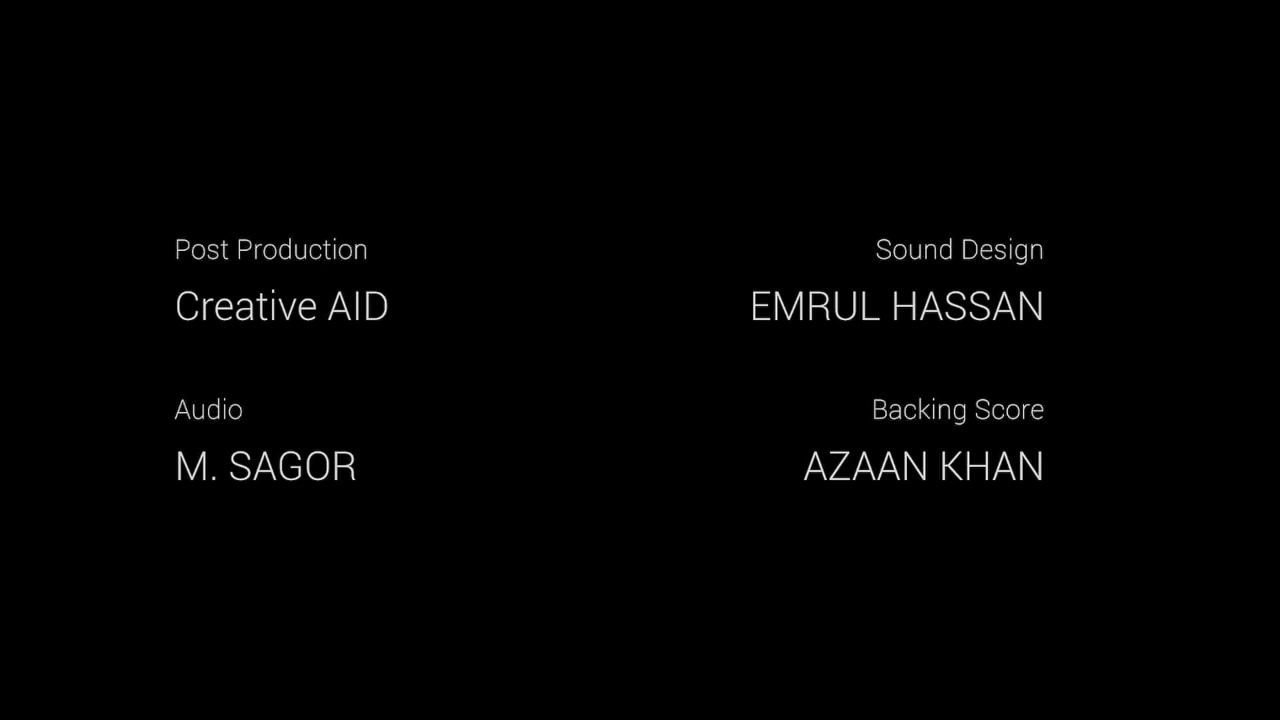 Post Production
Creative AID
Sound Design
EMRUL HASSAN
Audio
M. SAGOR
Backing Score
AZAAN KHAN